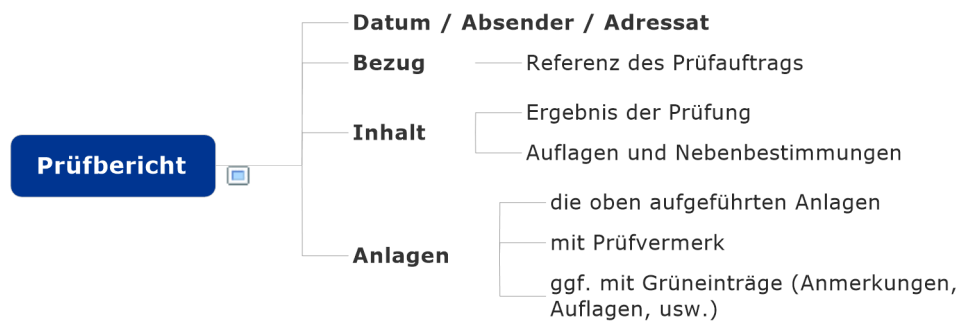 Prüfbericht
Datum / Absender / Adressat
Bezug
Referenz des Prüfauftrags
Inhalt
Ergebnis der Prüfung
Auflagen und Nebenbestimmungen
Anlagen
die oben aufgeführten Anlagen
mit Prüfvermerk
ggf. mit Grüneinträge (Anmerkungen,
Auflagen, usw.)